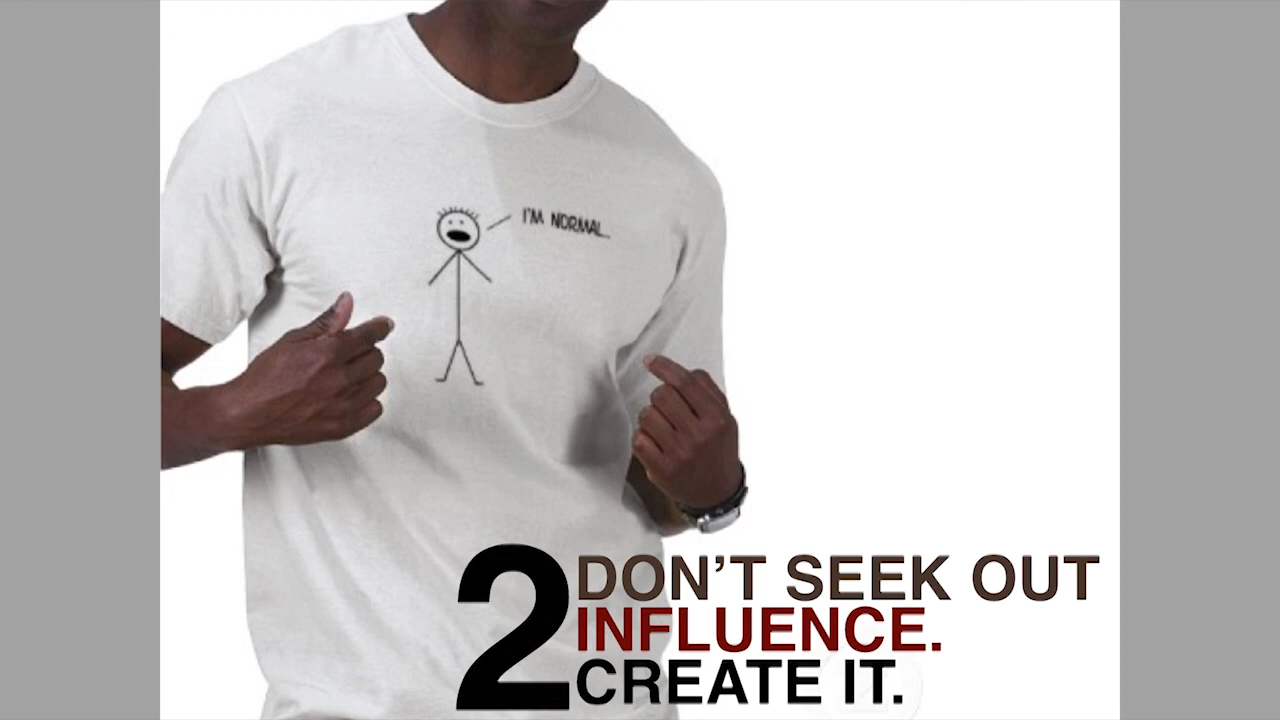 I'M NORMAL...
2
DON'T SEEK OUT
INFLUENCE.
CREATE IT.